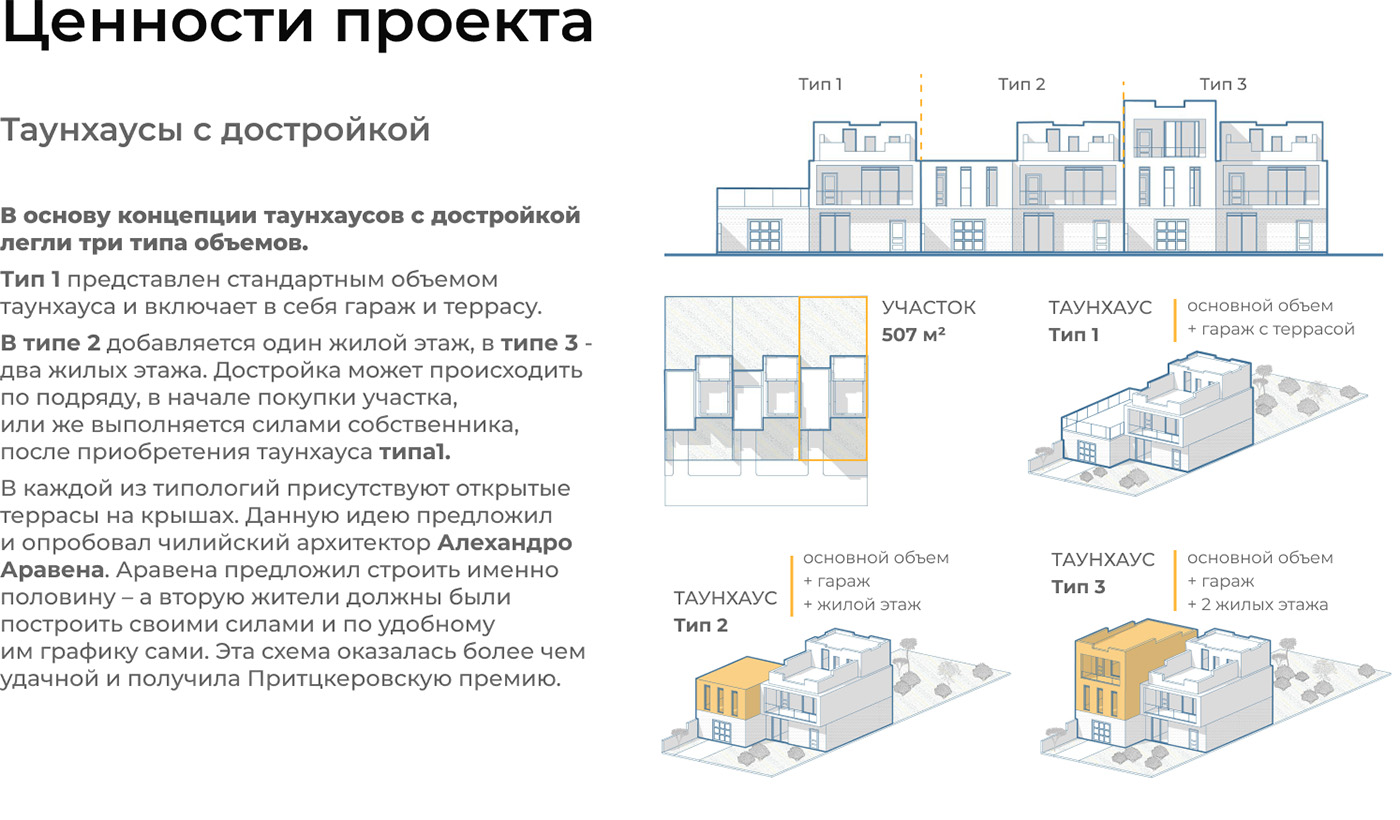 Ценности проекта
Таунхаусы с достройкой
В основу концепции таунхаусов с достройкой
легли три типа объемов.
Тип 1 представлен стандартным объемом
таунхауса и включает в себя гараж и террасу.
В типе 2 добавляется один жилой этаж, в типе 3 -
два жилых этажа. Достройка может происходить
по подряду, в начале покупки участка,
или же выполняется силами собственника,
после приобретения таунхауса типа1.
В каждой из типологий присутствуют открытые
террасы на крышах. Данную идею предложил
и опробовал чилийский архитектор Алехандро
Аравена. Аравена предложил строить именно
половину – а вторую жители должны были
построить своими силами и по удобному
им графику сами. Эта схема оказалась более чем
удачной и получила Притцкеровскую премию.
Тип 1
Тип 2
Тип 3
УЧАСТОК
507 м²
ТАУНХАУС
Тип 1
основной объем
+ гараж с террасой
ТАУНХАУС
Тип 2
основной объем
+ гараж
+ жилой этаж
ТАУНХАУС
Тип 3
основной объем
+ гараж
+ 2 жилых этажа